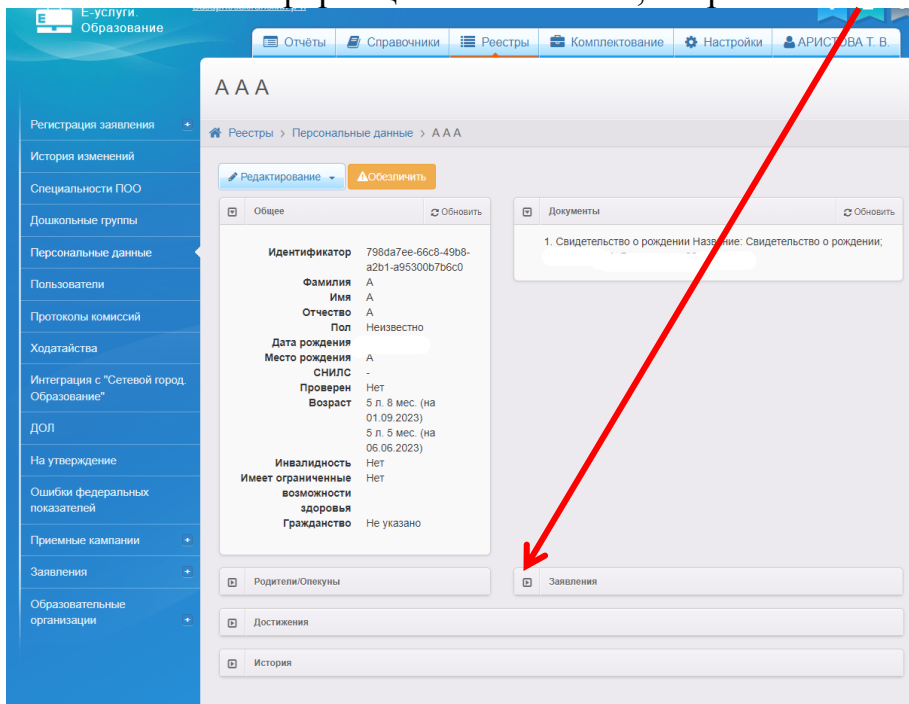 Е-услуги.
Образование
Отчёты Справочники Реестры Комплектование Настройки АРИСТОВА Т. В.
А А А
Реестры > Персональные данные > А А А
Регистрация заявления
История изменений
Специальности ПОО
Дошкольные группы
Персональные данные
Пользователи
Протоколы комиссий
Ходатайства
Интеграция с "Сетевой город.
Образование"
ДОЛ
На утверждение
Ошибки федеральных
показателей
Приемные кампании
Заявления
Образовательные
организации
Редактирование Обезличить
Общее Обновить
Идентификатор 798da7ee-66c8-49b8-
a2b1-a95300b7b6c0
Фамилия А
Имя А
Отчество А
Пол Неизвестно
Дата рождения
Место рождения А
СНИЛС -
Проверен Нет
Возраст 5 л. 8 мес. (на
01.09.2023)
5 л. 5 мес. (на
06.06.2023)
Инвалидность Нет
Имеет ограниченные Нет
возможности
здоровья
Гражданство Не указано
Документы Обновить
1. Свидетельство о рождении Название: Свидетельство о рождении;
Родители/Опекуны
Заявления
Достижения
История